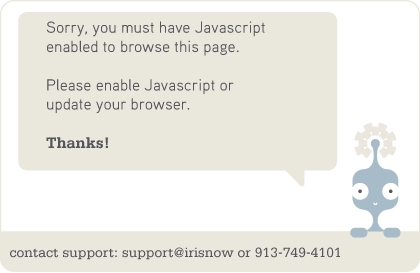 Sorry, you must have Javascript
enabled to browse this page.
Please enable Javascript or
update your browser.
Thanks!
contact support: support@irisnow or 913-749-4101